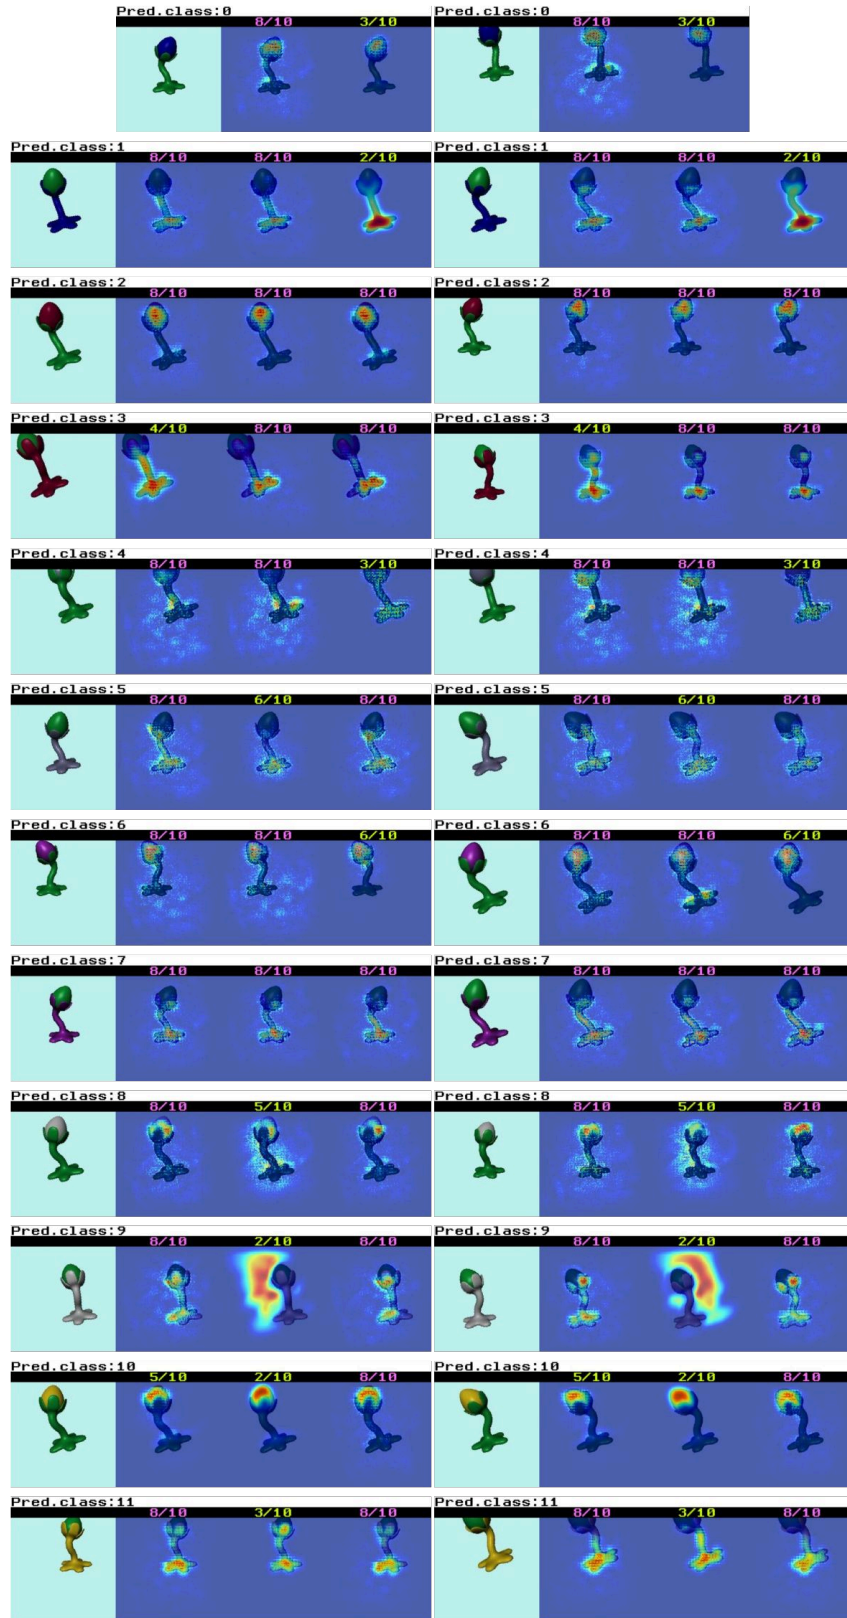 Pred.class:0 Pred.class:0
8/10 3/10 8/10 3/10
Pred.class:1 Pred.class:1
8/10 8/10 2/10 8/10 8/10 2/10
Pred.class:2 Pred.class:2
8/10 8/10 8/10 8/10 8/10 8/10
Pred.class:3 Pred.class:3
4/10 8/10 8/10 4/10 8/10 8/10
Pred.class:4 Pred.class:4
8/10 8/10 3/10 8/10 8/10 3/10
Pred.class:5 Pred.class:5
8/10 6/10 8/10 8/10 6/10 8/10
Pred.class:6 Pred.class:6
8/10 8/10 6/10 8/10 8/10 6/10
Pred.class:7 Pred.class:7
8/10 8/10 8/10 8/10 8/10 8/10
Pred.class:8 Pred.class:8
8/10 5/10 8/10 8/10 5/10 8/10
Pred.class:9 Pred.class:9
8/10 2/10 8/10 8/10 2/10 8/10
Pred.class:10 Pred.class:10
5/10 2/10 8/10 5/10 2/10 8/10
Pred.class:11 Pred.class:11
8/10 3/10 8/10 8/10 3/10 8/10